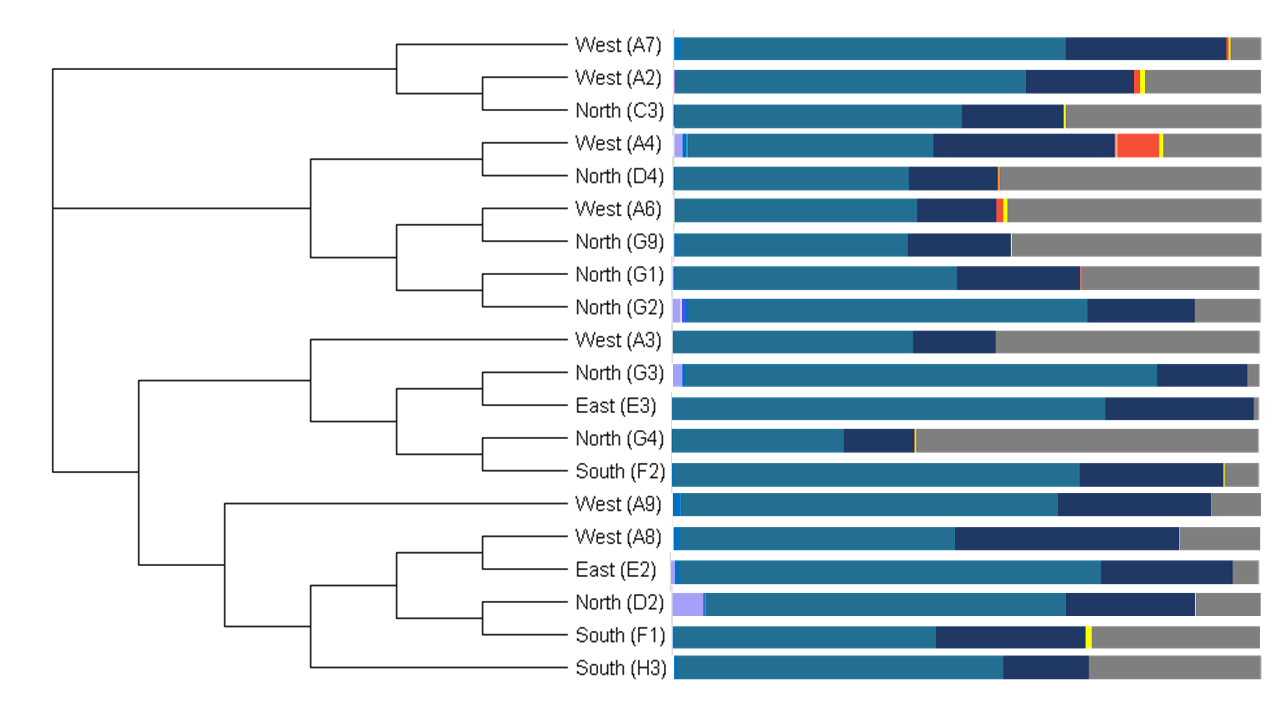 West (A7)
West (A2)
North (C3)
West (A4)
North (D4)
West (A6)
North (G9)
North (G1)
North (G2)
West (A3)
North (G3)
East (E3)
North (G4)
South (F2)
West (A9)
West (A8)
East (E2)
North (D2)
South (F1)
South (H3)